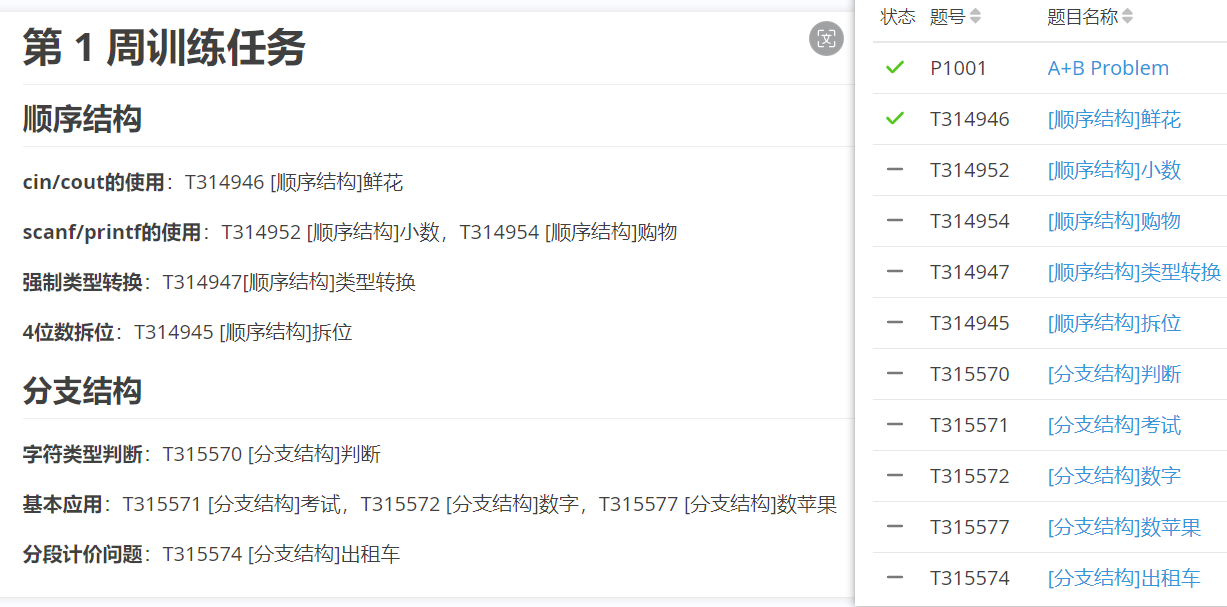 第 1 周训练任务
顺序结构
cin/cout的使用：T314946 [顺序结构]鲜花
scanf/printf的使用：T314952 [顺序结构]小数，T314954 [顺序结构]购物
强制类型转换：T314947[顺序结构]类型转换
4位数拆位：T314945 [顺序结构]拆位
分支结构
字符类型判断：T315570 [分支结构]判断
基本应用：T315571 [分支结构]考试，T315572 [分支结构]数字，T315577 [分支结构]数苹果
分段计价问题：T315574 [分支结构]出租车
状态 题号 题目名称
P1001 A+B Problem
T314946 [顺序结构]鲜花
T314952 [顺序结构]小数
T314954 [顺序结构]购物
T314947 [顺序结构]类型转换
T314945 [顺序结构]拆位
T315570 [分支结构]判断
T315571 [分支结构]考试
T315572 [分支结构]数字
T315577 [分支结构]数苹果
T315574 [分支结构]出租车